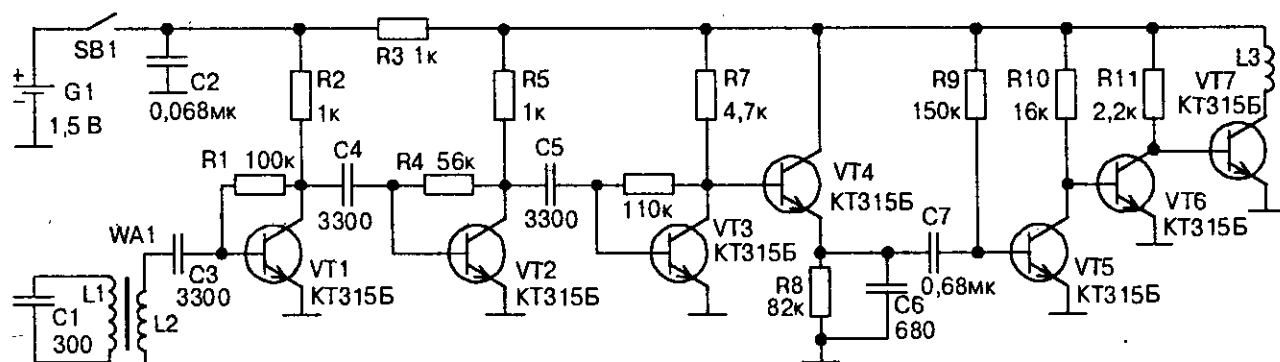 SB1
+
−
G1
1,5 В
C2
0,068мк
R2
1к
R3 1к
R5
1к
R7
4,7к
R9
150к
R10
16к
R11
2,2к
L3
VT7
КТ315Б
R1
100к
C4
3300
R4
56к
C5
3300
110к
VT4
КТ315Б
VT6
КТ315Б
WA1
C3
3300
VT1
КТ315Б
VT2
КТ315Б
VT3
КТ315Б
C7
0,68мк
VT5
КТ315Б
C1
300
L1
L2
R8
82к
C6
680